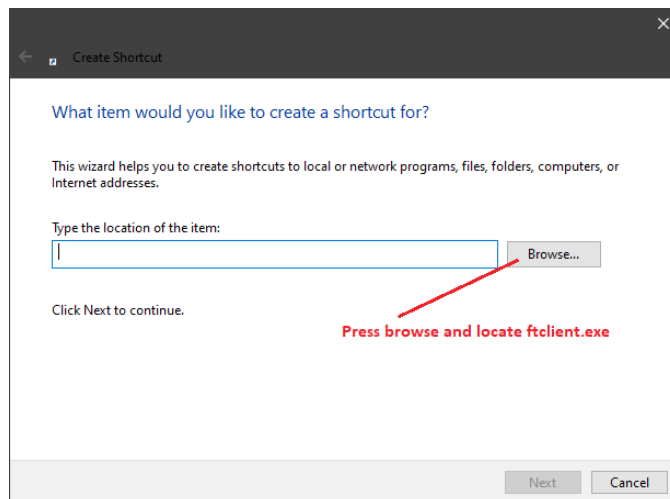 Create Shortcut
What item would you like to create a shortcut for?
This wizard helps you to create shortcuts to local or network programs, files, folders, computers, or
Internet addresses.
Type the location of the item:
Browse...
Click Next to continue.
Press browse and locate ftclient.exe
Next
Cancel